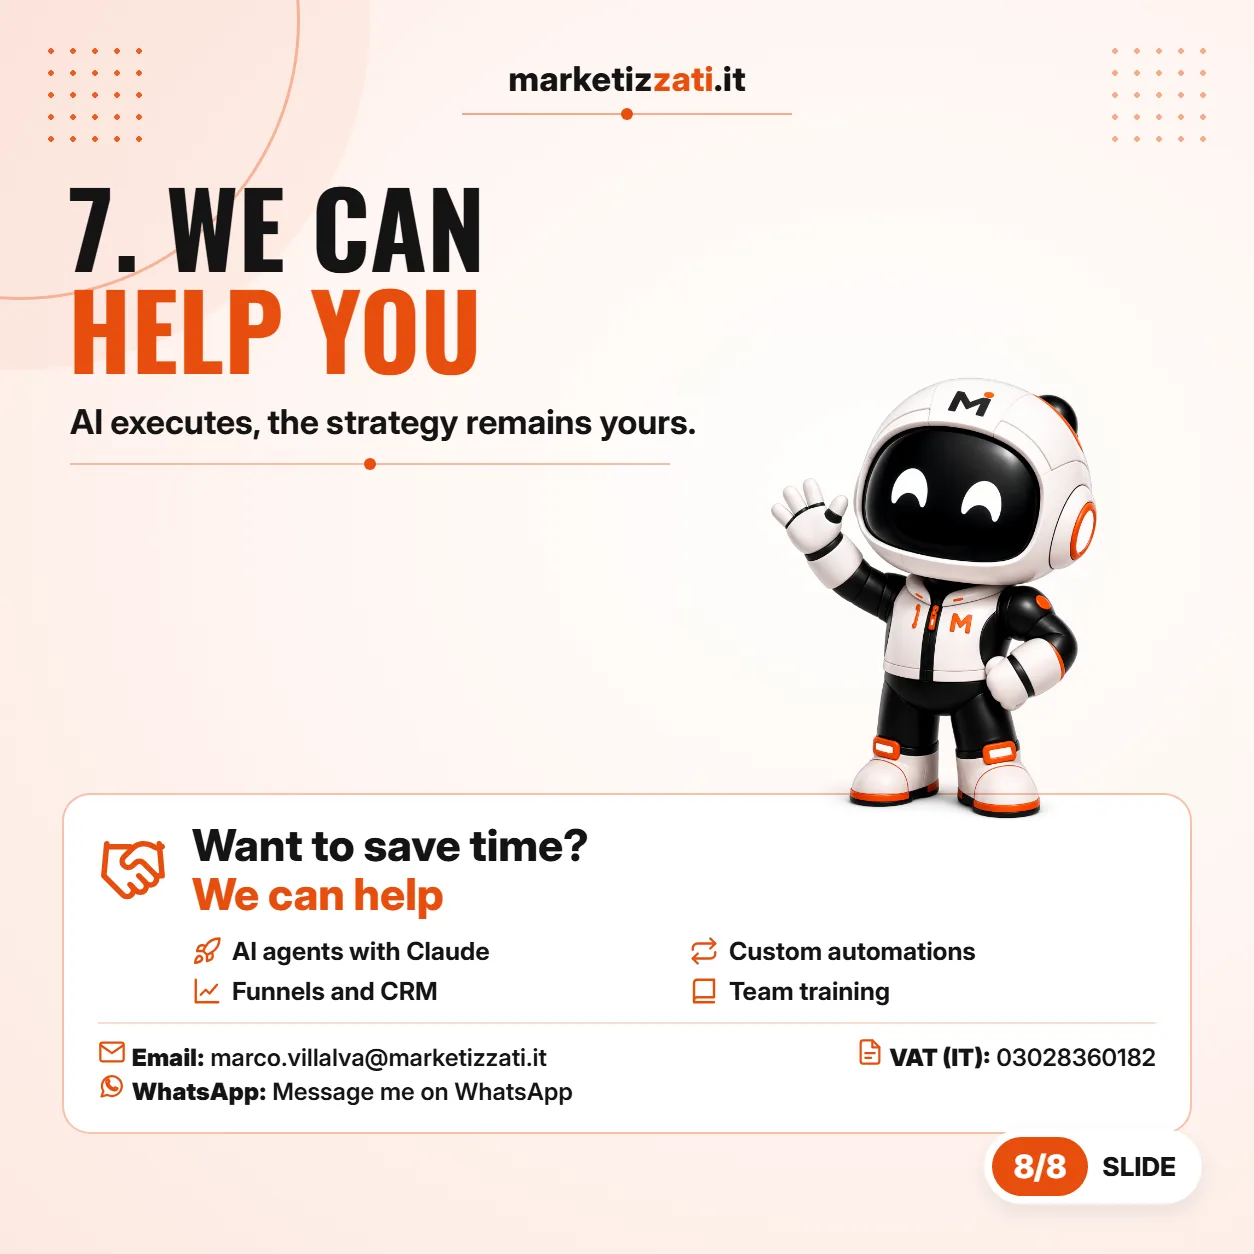 marketizzati.it
7. WE CAN
HELP YOU
AI executes, the strategy remains yours.
M
M
Want to save time?
We can help
AI agents with Claude
Custom automations
Funnels and CRM
Team training
Email: marco.villalva@marketizzati.it
VAT (IT): 03028360182
WhatsApp: Message me on WhatsApp
8/8 SLIDE